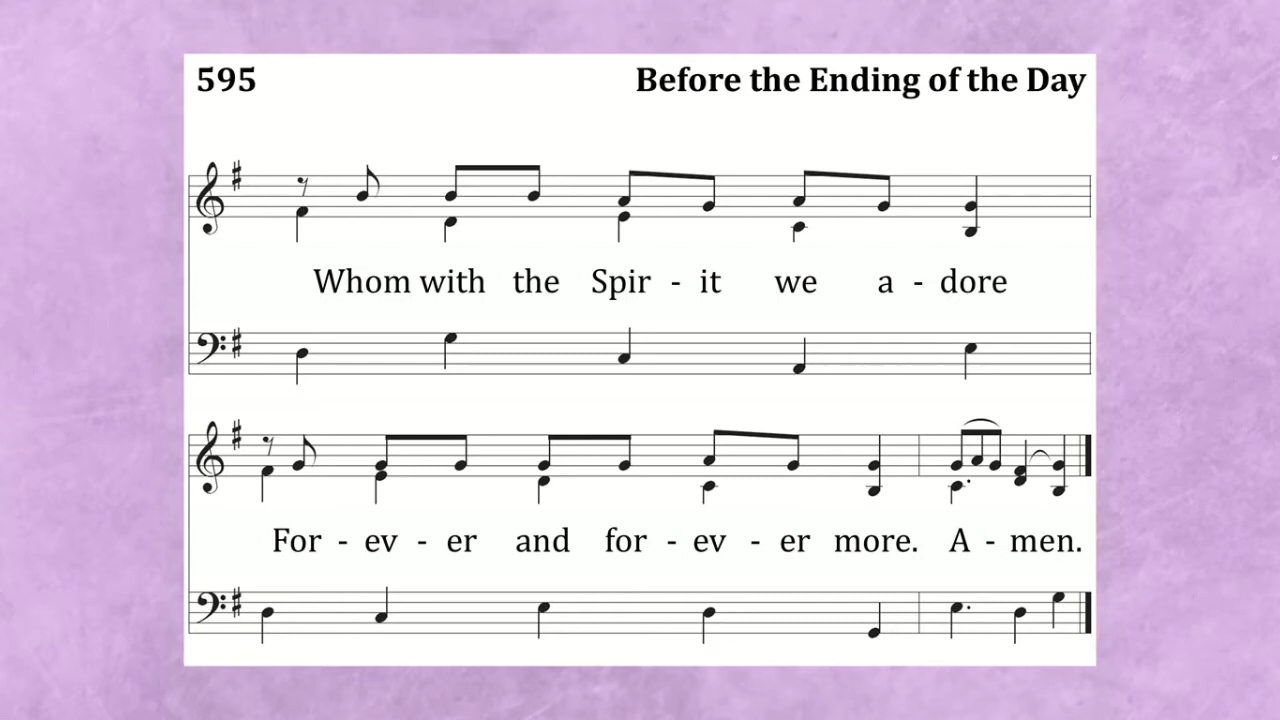 595 Before the Ending of the Day
Whom with the Spir - it we a - dore
For - ev - er and for - ev - er more. A - men.